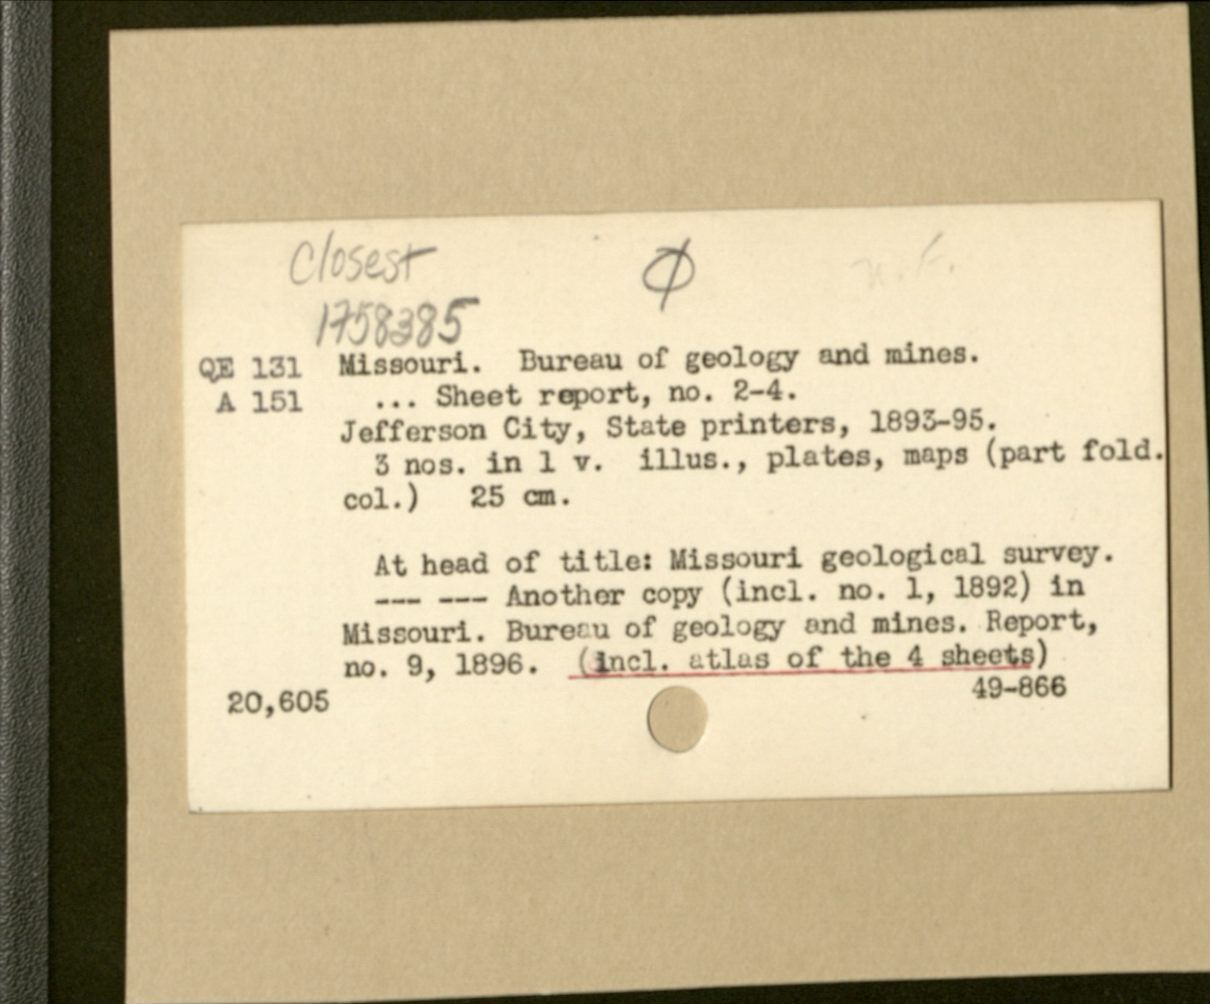 Closest
1758385
QE 131 Missouri. Bureau of geology and mines.
A 151 ... Sheet report, no. 2-4.
Jefferson City, State printers, 1893-95.
3 nos. in 1 v. illus., plates, maps (part fold.
col.) 25 cm.
At head of title: Missouri geological survey.
--- --- Another copy (incl. no. 1, 1892) in
Missouri. Bureau of geology and mines. Report,
no. 9, 1896. (incl. atlas of the 4 sheets)
20,605 49-866